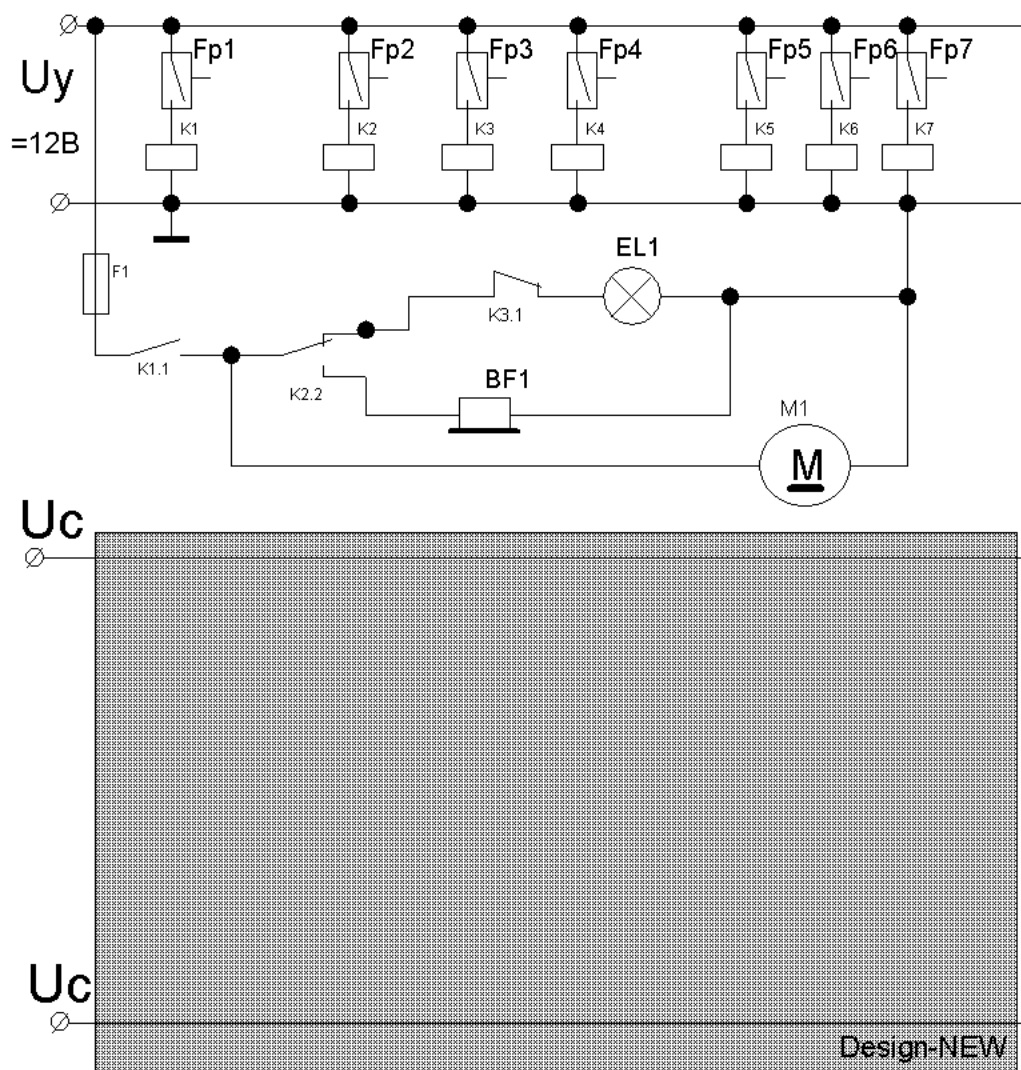 Fp1 Fp2 Fp3 Fp4 Fp5 Fp6 Fp7
Uy
K1 K2 K3 K4 K5 K6 K7
=12В
EL1
F1
K3.1
K1.1
K2.2
BF1
M1
M
Uc
Uc
Design-NEW